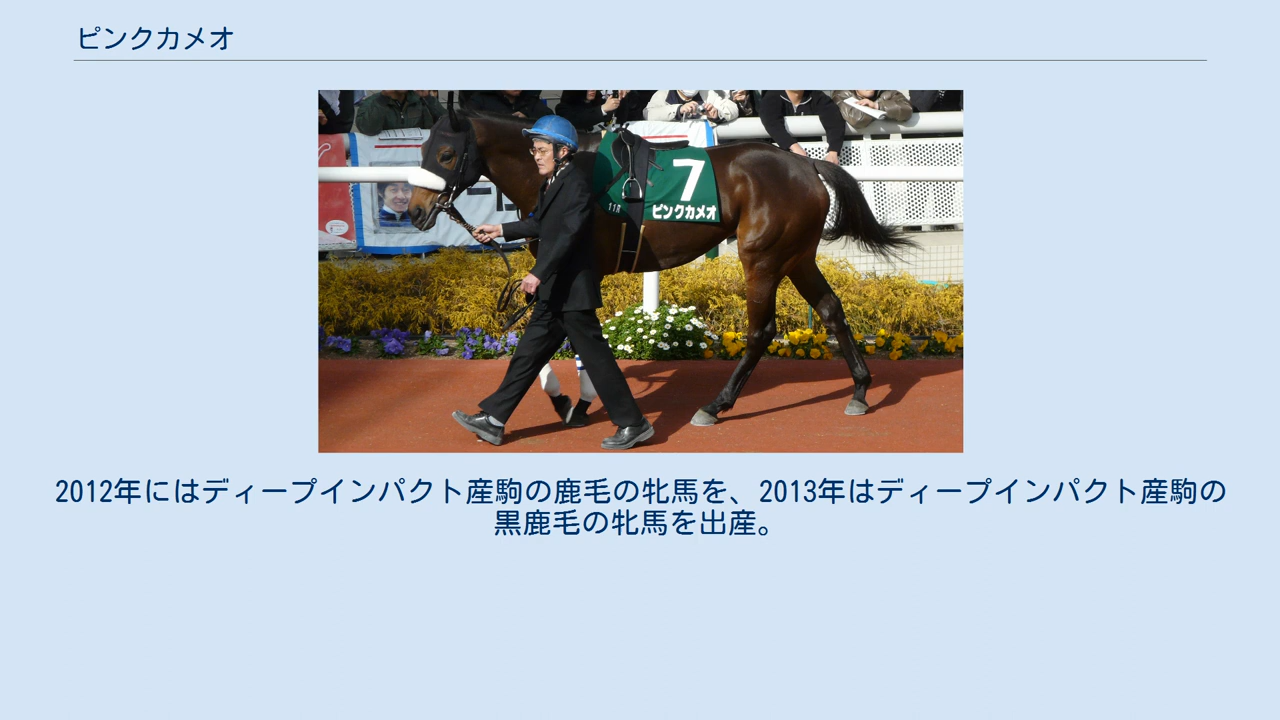 ピンクカメオ
7
11R
ピンクカメオ
2012年にはディープインパクト産駒の鹿毛の牝馬を、2013年はディープインパクト産駒の
黒鹿毛の牝馬を出産。